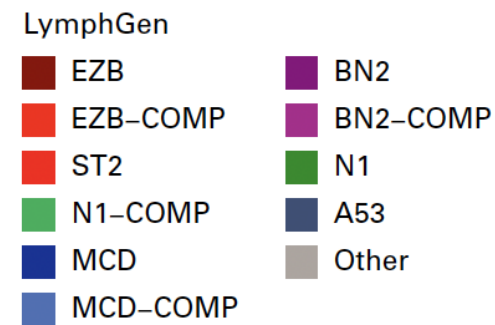 LymphGen
EZB
EZB–COMP
ST2
N1–COMP
MCD
MCD–COMP
BN2
BN2–COMP
N1
A53
Other